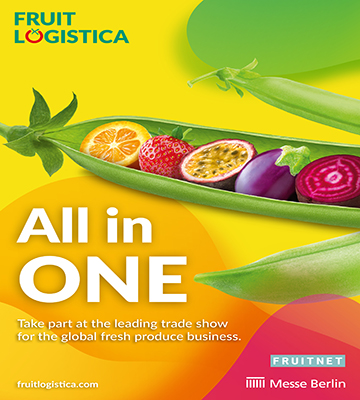 FRUIT
LOGISTICA
All in
ONE
Take part at the leading trade show
for the global fresh produce business.
FRUITNET
fruitlogistica.com
Messe Berlin